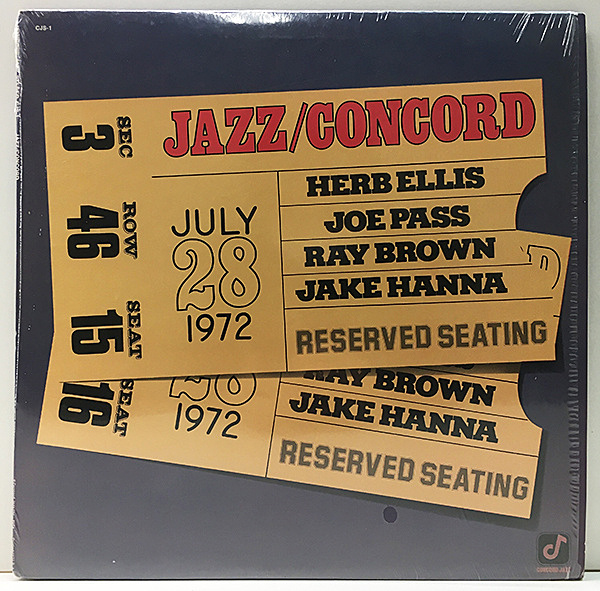 CJS-1
JAZZ/CONCORD
SEC 3
ROW 46
SEAT 15
JULY
28
1972
HERB ELLIS
JOE PASS
RAY BROWN
JAKE HANNA
RESERVED SEATING
D
SEAT 16
28
1972
RAY BROWN
JAKE HANNA
RESERVED SEATING
CONCORD JAZZ